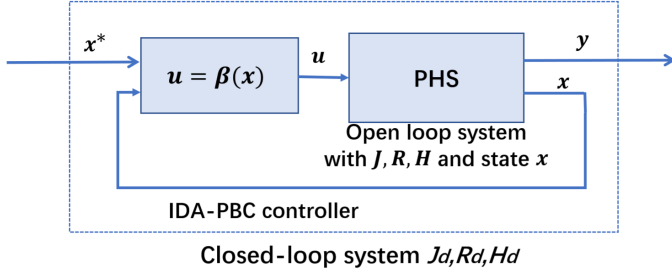 x*
u = β(x)
u
PHS
y
x
Open loop system
with J, R, H and state x
IDA-PBC controller
Closed-loop system Jd,Rd,Hd